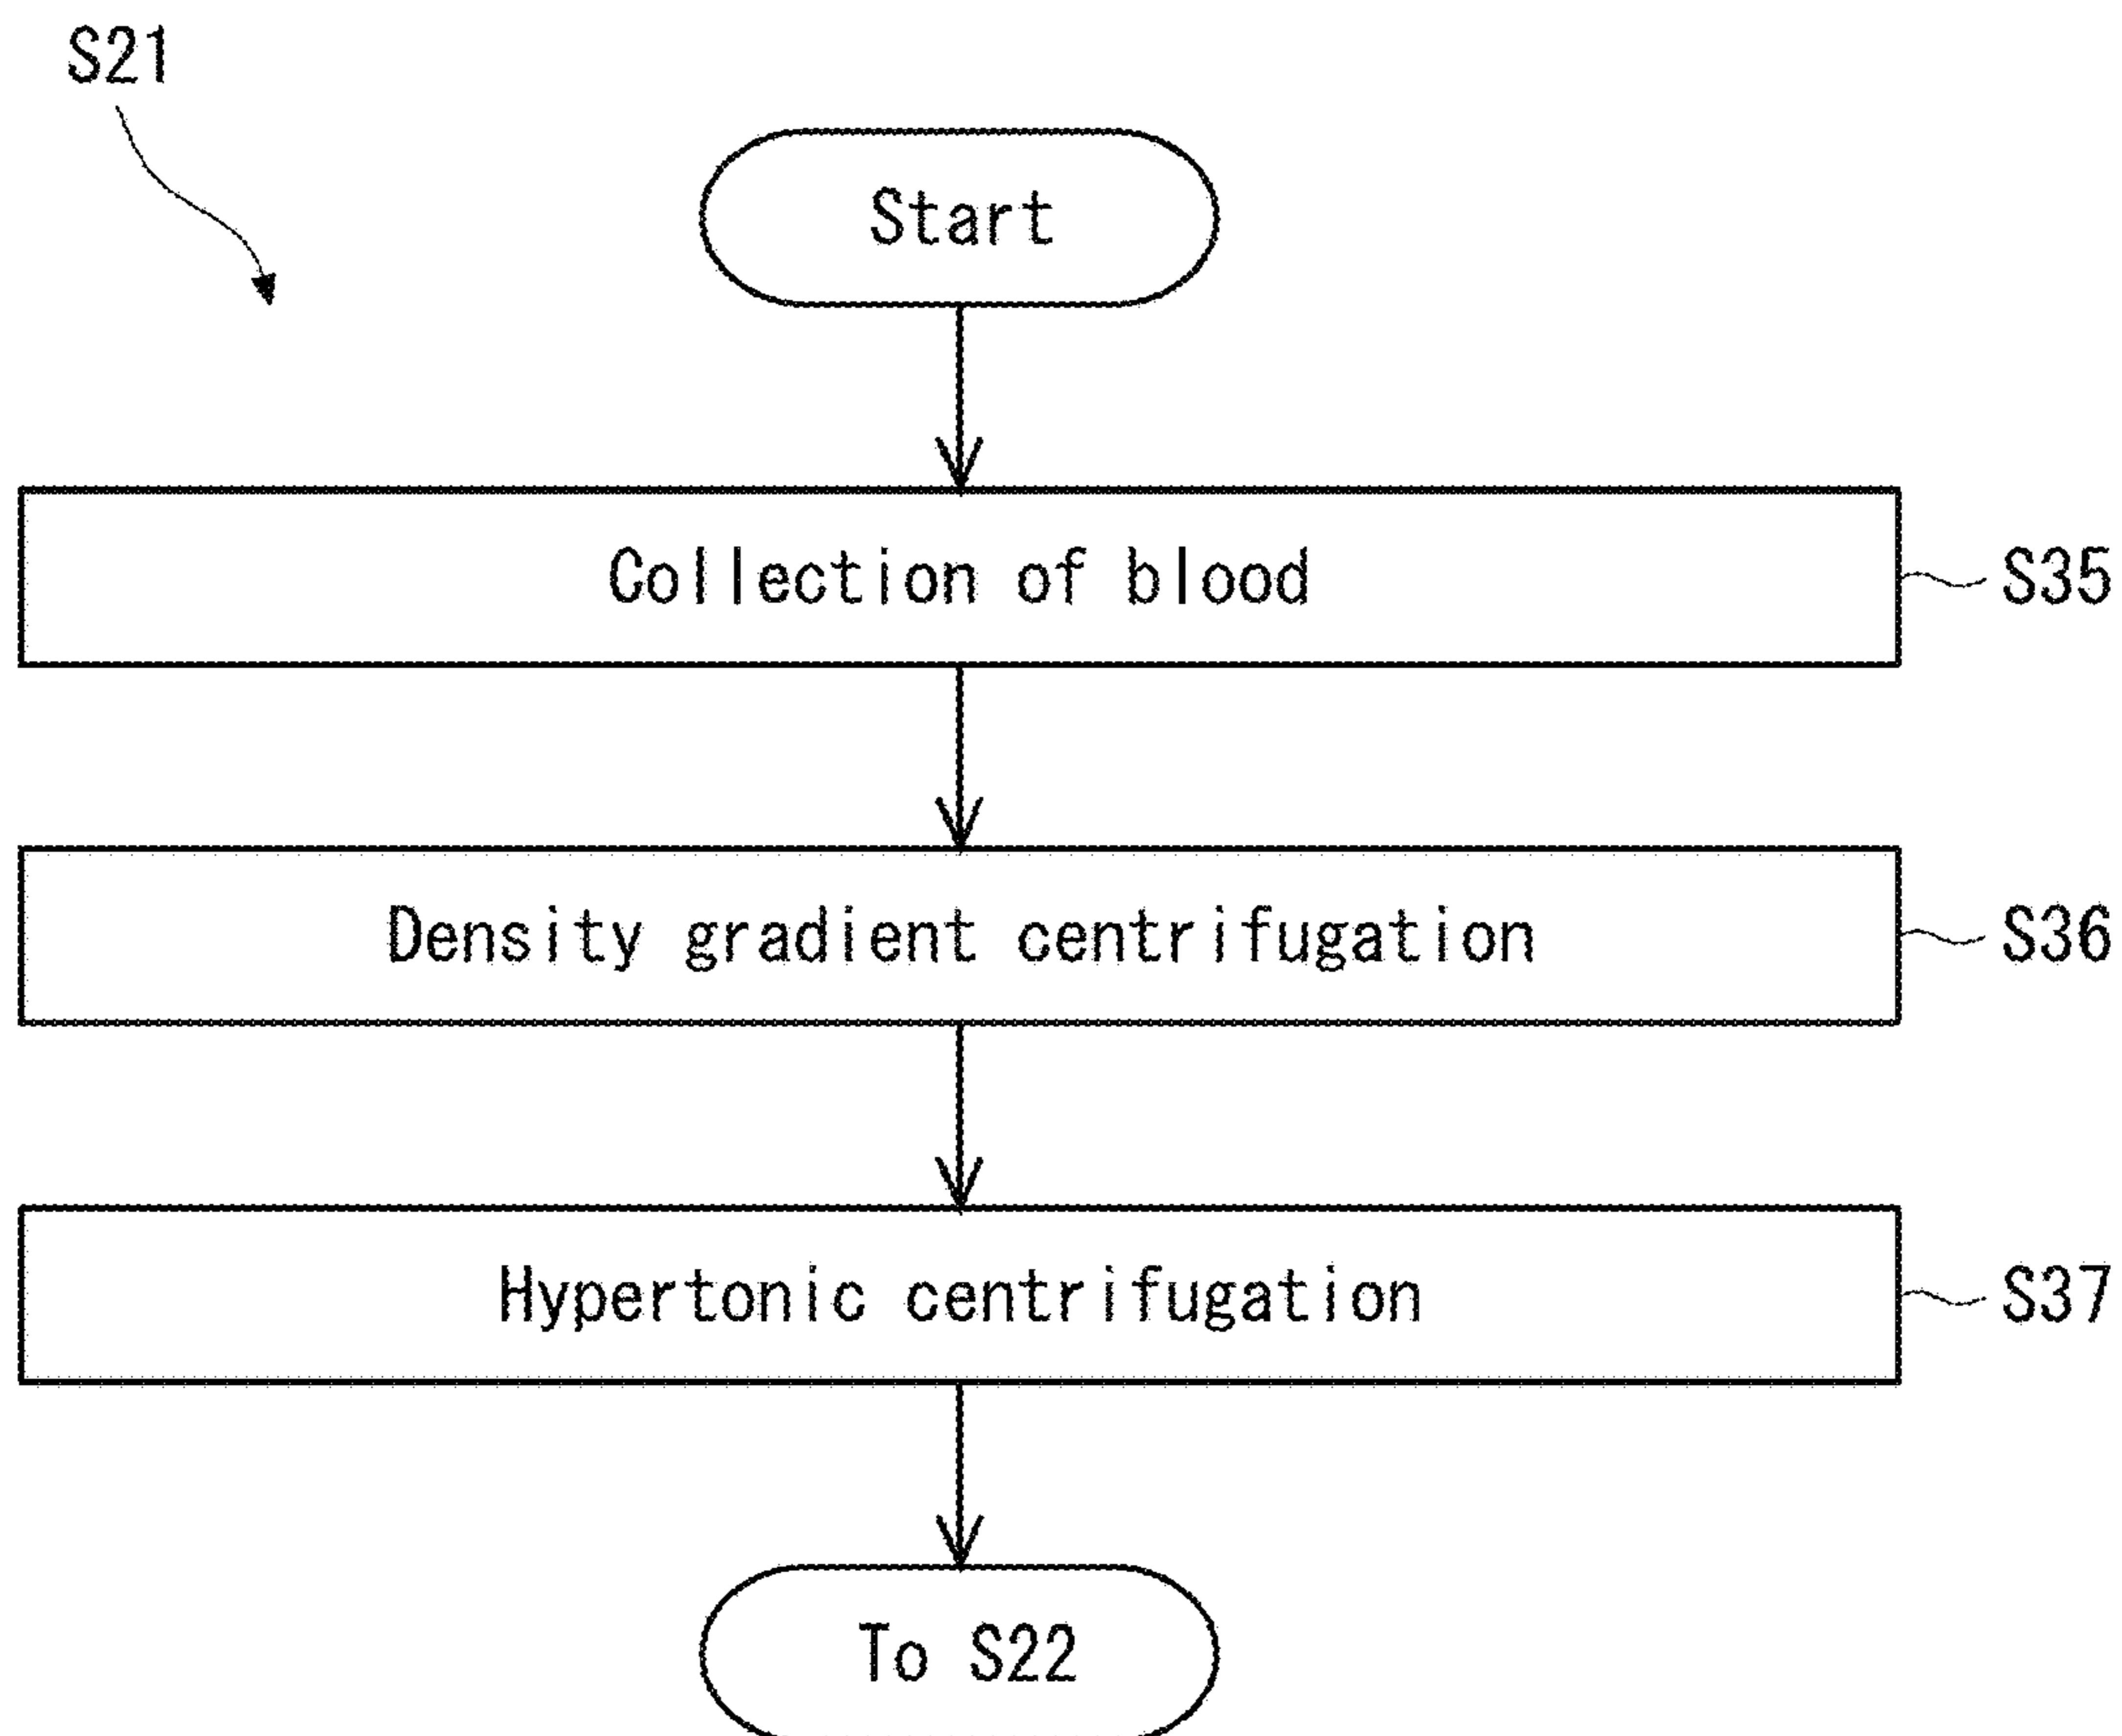 S21
Start
Collection of blood
S35
Density gradient centrifugation
S36
Hypertonic centrifugation
S37
To S22